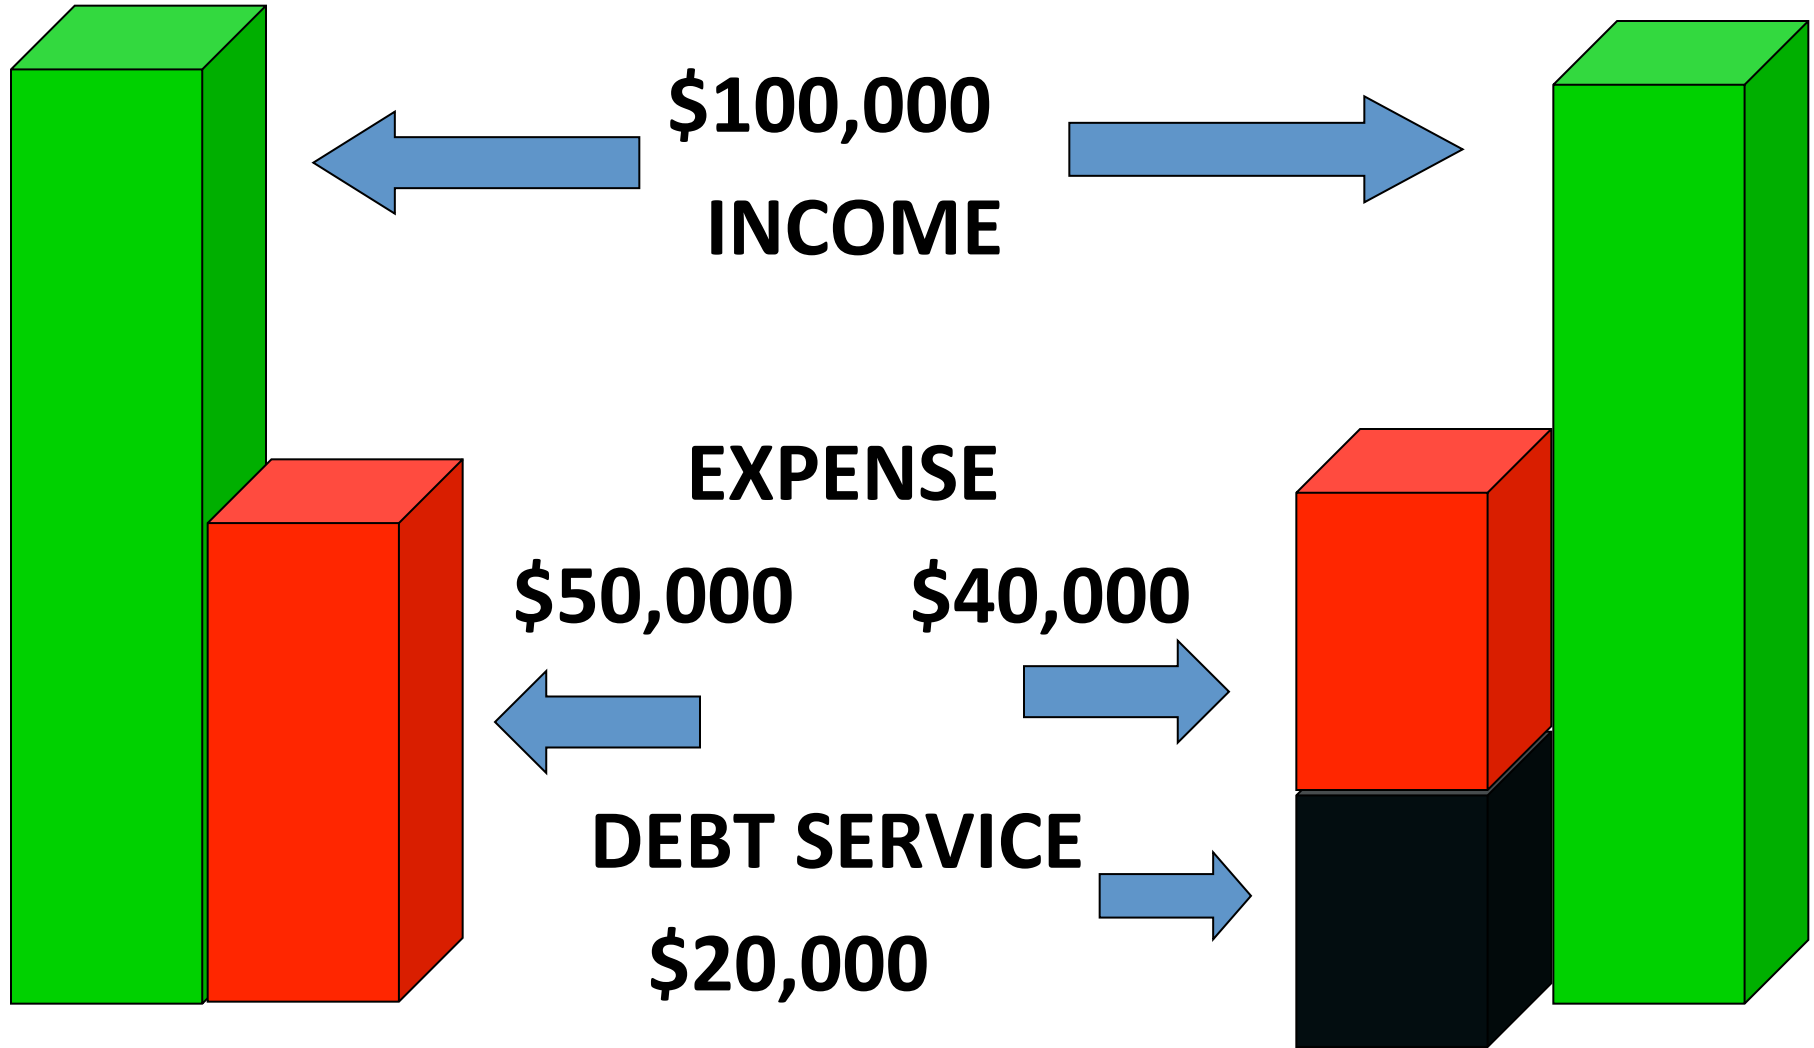 $100,000
INCOME
EXPENSE
$50,000 $40,000
DEBT SERVICE
$20,000